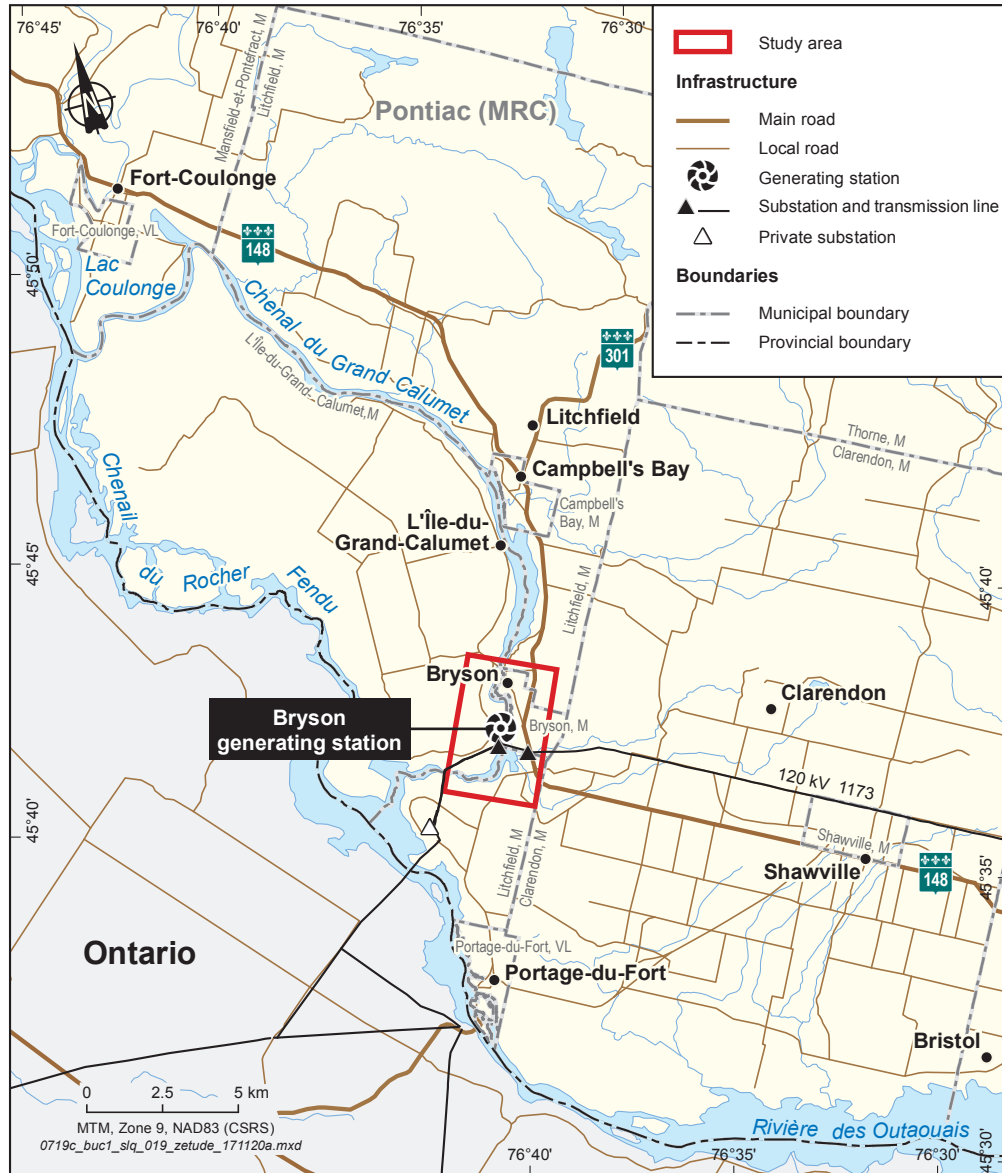 76°45'
76°40'
76°35'
76°30'
Study area
Infrastructure
Main road
Local road
Generating station
Substation and transmission line
Private substation
Boundaries
Municipal boundary
Provincial boundary
Mansfield-et-Pontefract, M
Litchfield, M
Pontiac (MRC)
Fort-Coulonge
Fort-Coulonge, VL
148
Lac
Coulonge
45°50'
Chenal du Grand Calumet
L'Île-du-Grand-Calumet,M
301
Litchfield
Thorne, M
Clarendon, M
Campbell's Bay
Campbell's
Bay, M
L'Île-du-
Grand-Calumet
Chenail
du Rocher Fendu
45°45'
45°40'
Litchfield, M
Bryson
Clarendon
Bryson
generating station
Bryson, M
120 kV 1173
45°40'
Shawville, M
Shawville
148
45°35'
Litchfield, M
Clarendon, M
Ontario
Portage-du-Fort, VL
Portage-du-Fort
Bristol
0 2.5 5 km
MTM, Zone 9, NAD83 (CSRS)
0719c_buc1_slq_019_zetude_171120a.mxd
Rivière des Outaouais
76°40'
76°35'
76°30'
45°30'